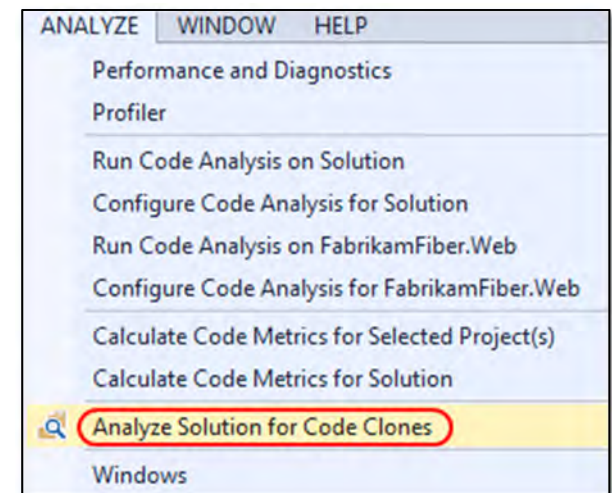 ANALYZE WINDOW HELP
Performance and Diagnostics
Profiler
Run Code Analysis on Solution
Configure Code Analysis for Solution
Run Code Analysis on FabrikamFiber.Web
Configure Code Analysis for FabrikamFiber.Web
Calculate Code Metrics for Selected Project(s)
Calculate Code Metrics for Solution
Analyze Solution for Code Clones
Windows